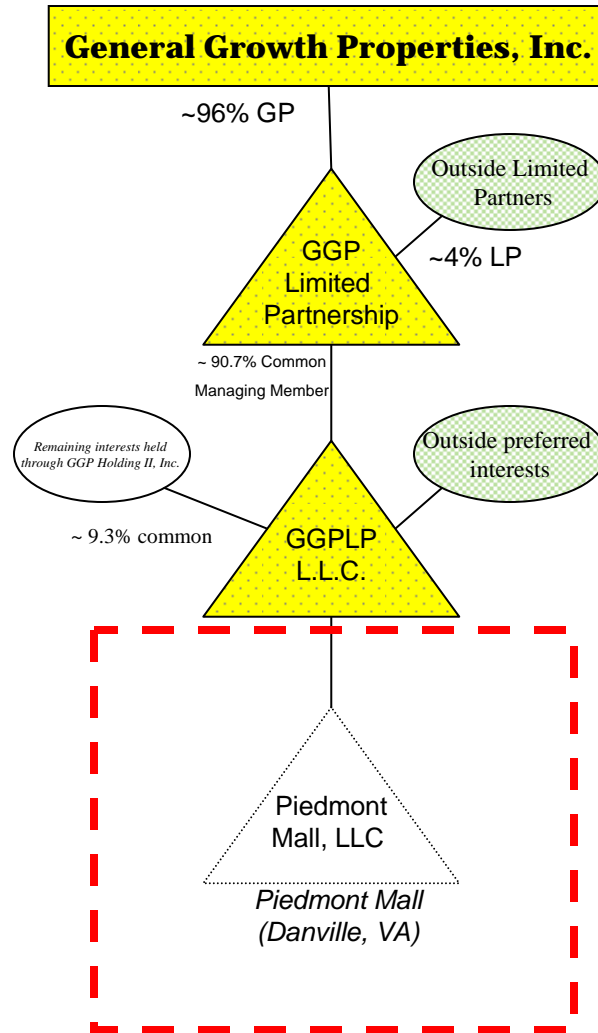 General Growth Properties, Inc.
~96% GP
Outside Limited
Partners
~4% LP
GGP
Limited
Partnership
~ 90.7% Common
Managing Member
Remaining interests held
through GGP Holding II, Inc.
~ 9.3% common
Outside preferred
interests
GGPLP
L.L.C.
Piedmont
Mall, LLC
Piedmont Mall
(Danville, VA)